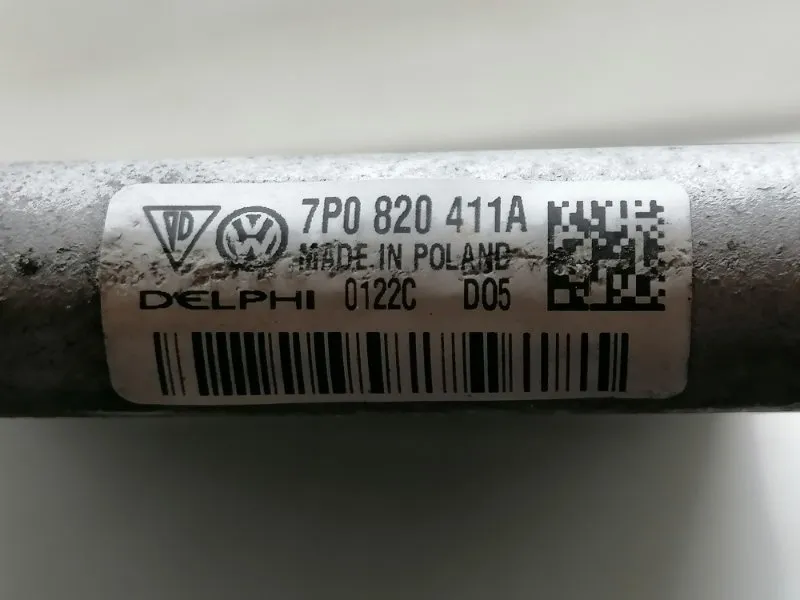 7P0 820 411A
MADE IN POLAND
DELPHI 0122C D05